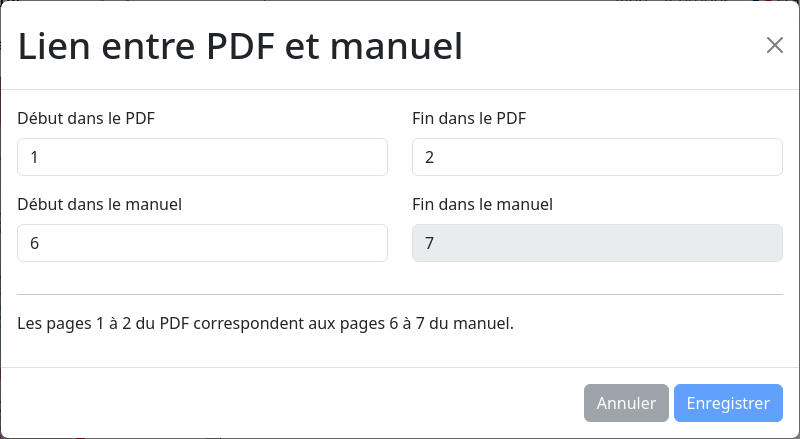 Lien entre PDF et manuel
Début dans le PDF
Fin dans le PDF
1
2
Début dans le manuel
Fin dans le manuel
6
7
Les pages 1 à 2 du PDF correspondent aux pages 6 à 7 du manuel.
Annuler
Enregistrer